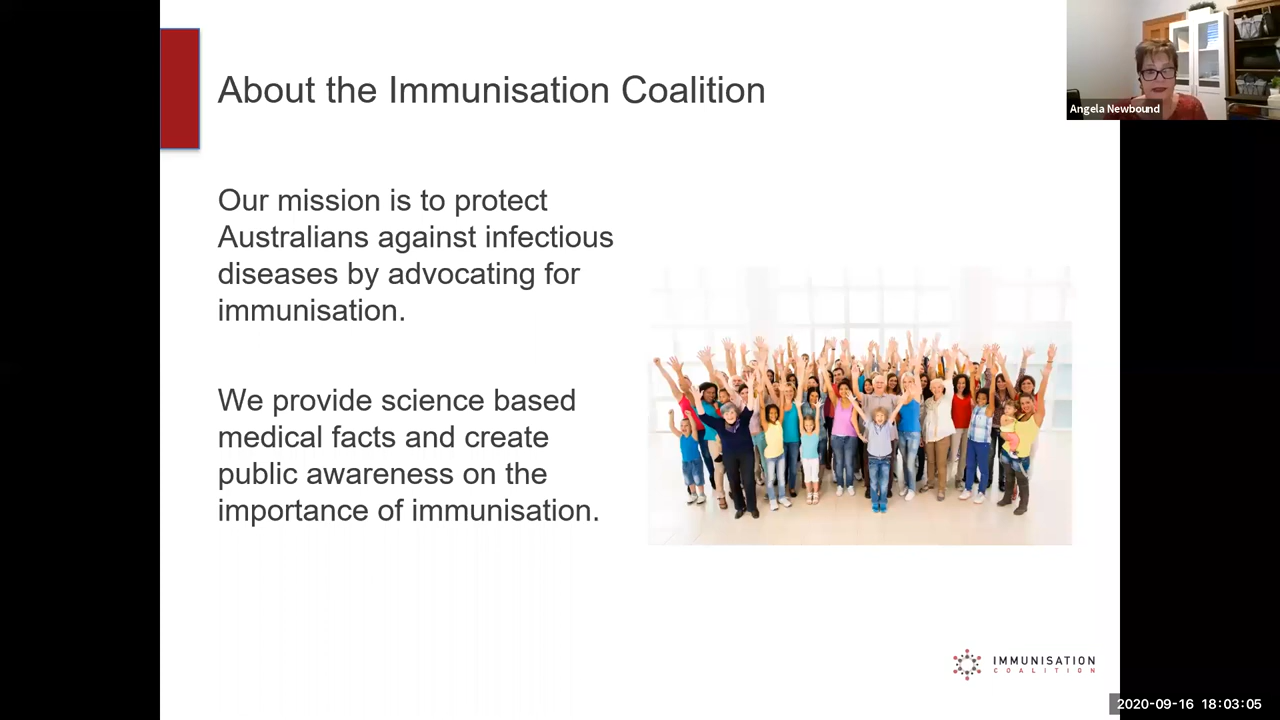 About the Immunisation Coalition
Angela Newbound
Our mission is to protect
Australians against infectious
diseases by advocating for
immunisation.
We provide science based
medical facts and create
public awareness on the
importance of immunisation.
IMMUNISATION
COALITION
2020-09-16 18:03:05